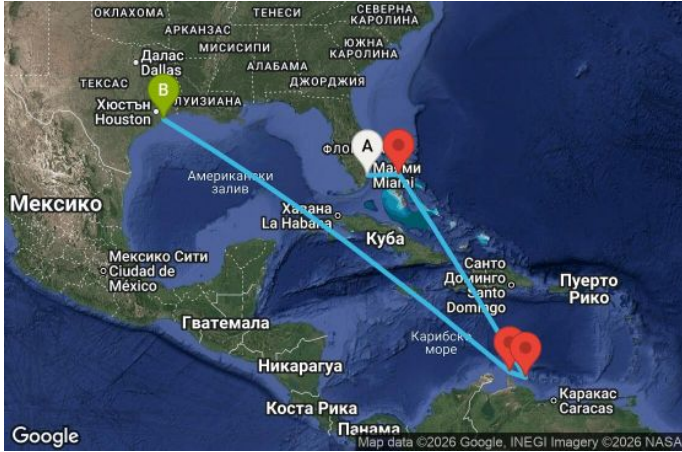 ОКЛАХОМА
ТЕНЕСИ
СЕВЕРНА
КАРОЛИНА
АРКАНЗАС
МИСИСИПИ
ЮЖНА
КАРОЛИНА
Далас
Dallas
АЛАБАМА
ТЕКСАС
ДЖОРДЖИЯ
B
Хюстън
Houston
ЛУИЗИАНА
A
ФЛО
Маями
Miami
Американски
залив
Мексико
Хавана
La Habana
Куба
Мексико Сити
Ciudad de
México
Санто
Доминго
Santo
Domingo
Пуерто
Рико
Гватемала
Карибско
море
Никарагуа
Каракас
Caracas
Коста Рика
Панама
Google
Map data ©2026 Google, INEGI Imagery ©2026 NASA